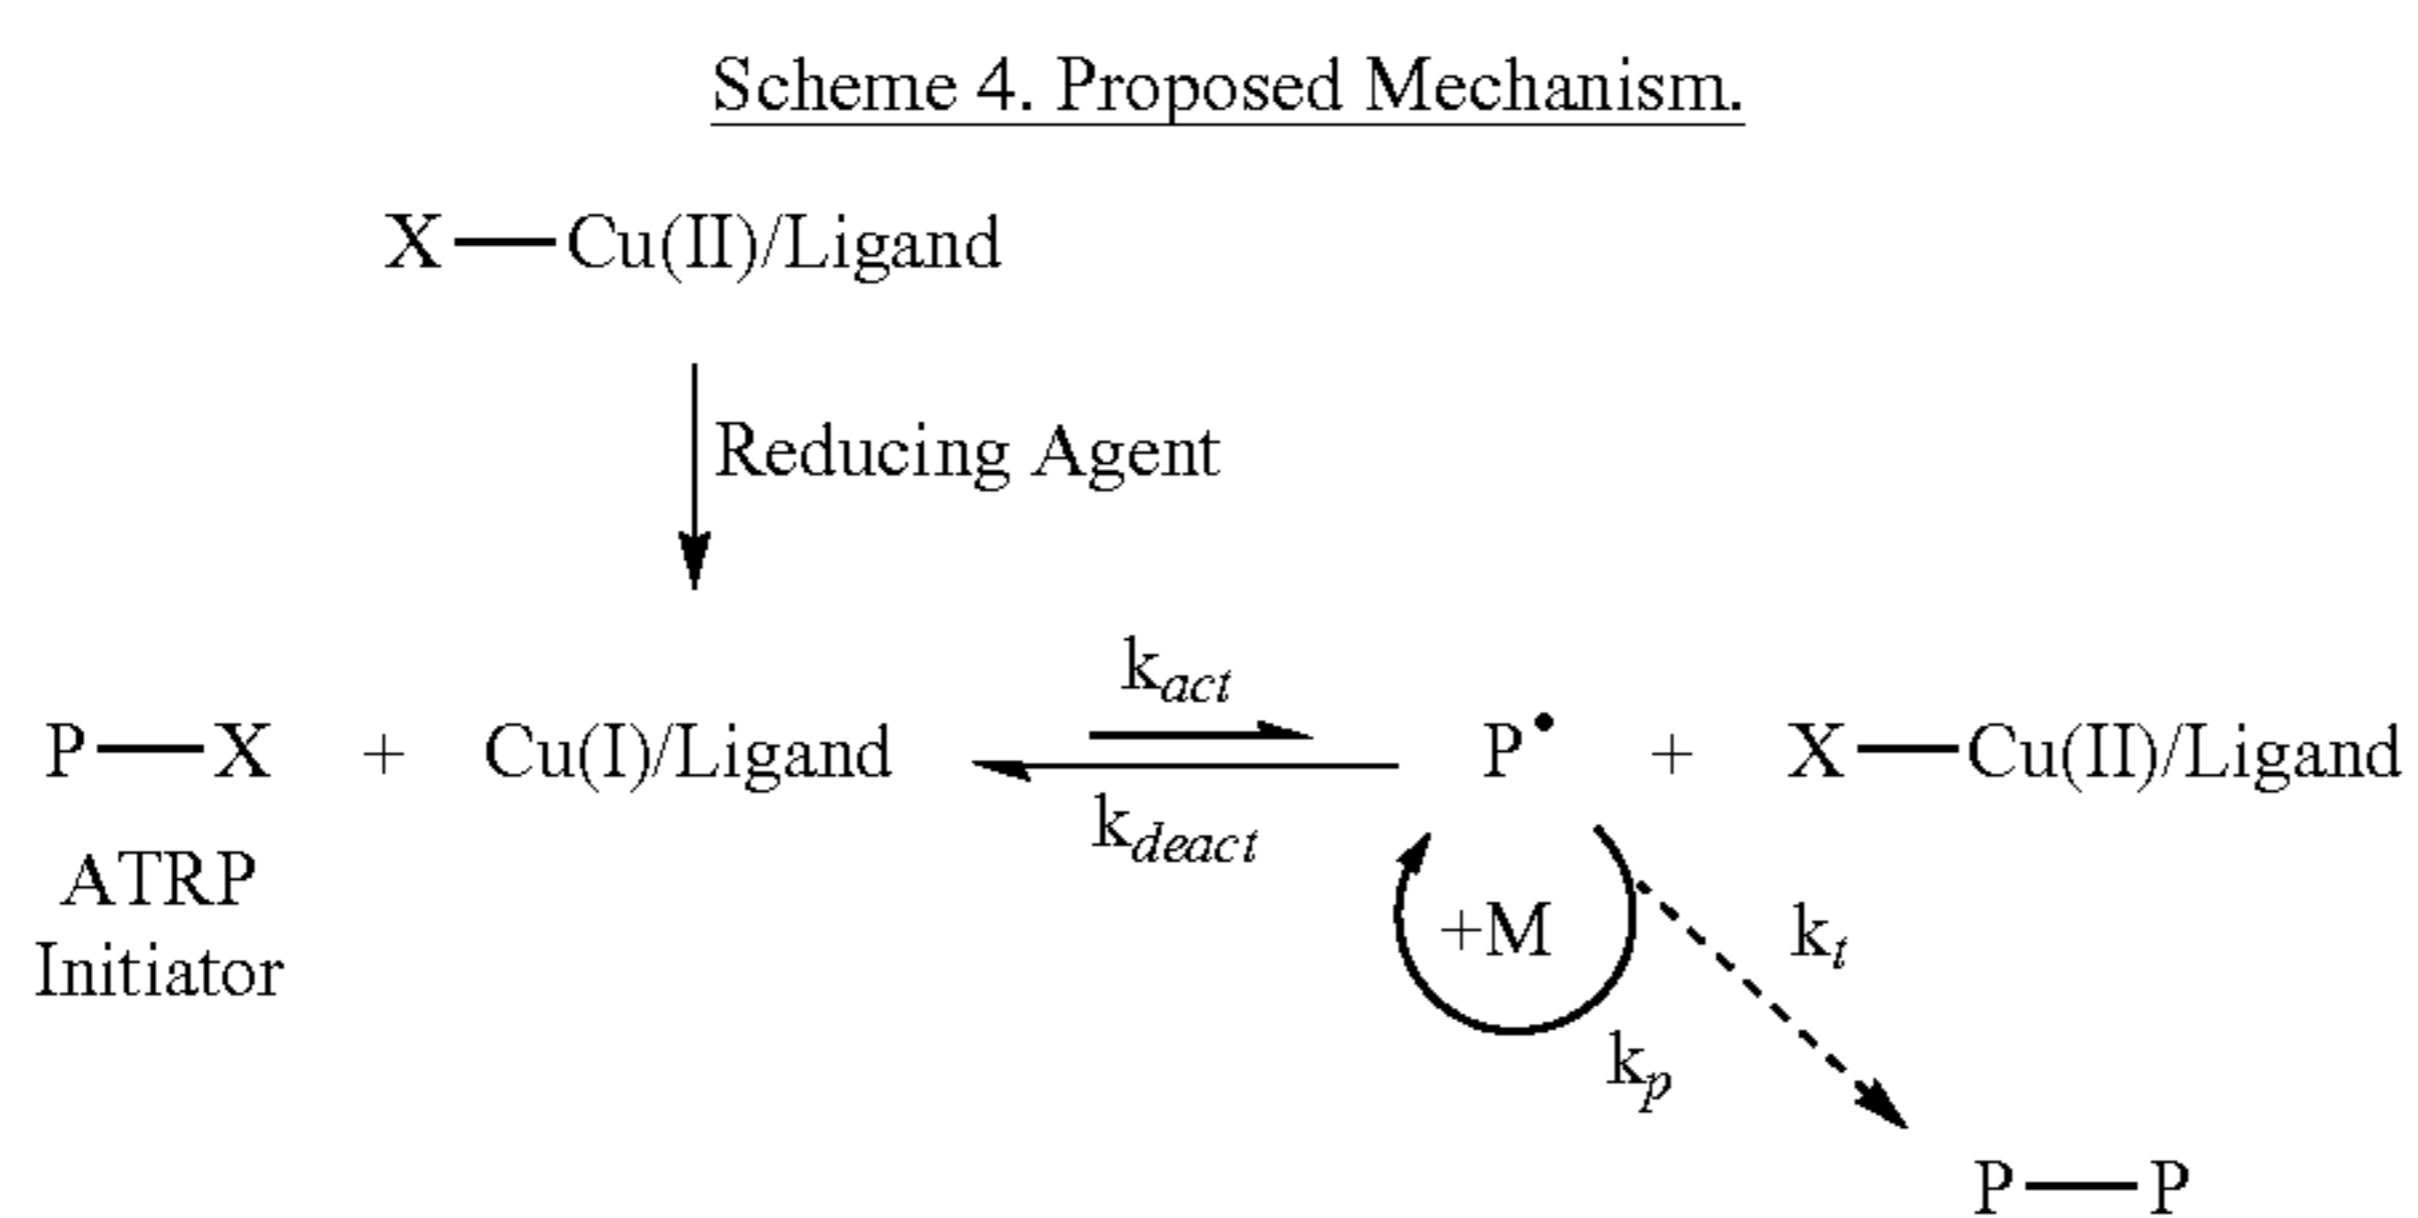 Scheme 4. Proposed Mechanism.
X—Cu(II)/Ligand
Reducing Agent
k_act
P—X + Cu(I)/Ligand P• + X—Cu(II)/Ligand
k_deact
ATRP
Initiator
+M
k_t
k_p
P—P